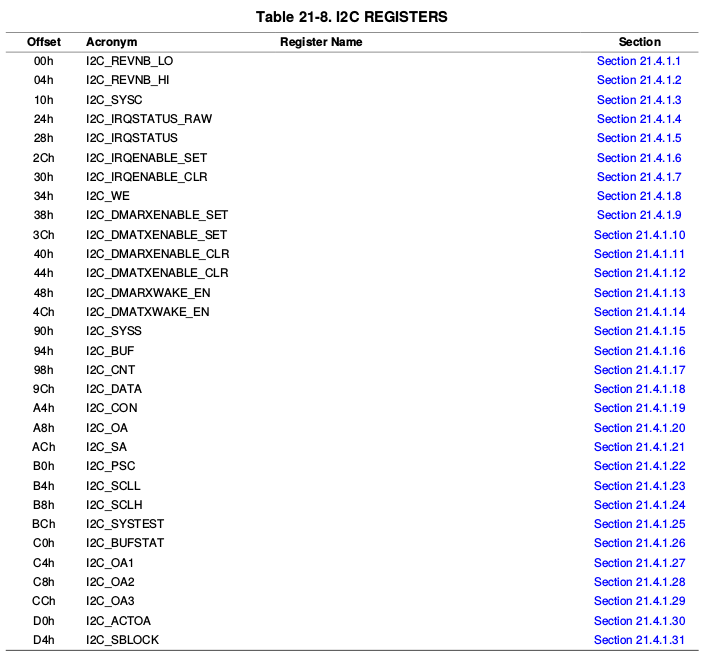 Table 21-8. I2C REGISTERS
Offset Acronym Register Name Section
00h I2C_REVNB_LO Section 21.4.1.1
04h I2C_REVNB_HI Section 21.4.1.2
10h I2C_SYSC Section 21.4.1.3
24h I2C_IRQSTATUS_RAW Section 21.4.1.4
28h I2C_IRQSTATUS Section 21.4.1.5
2Ch I2C_IRQENABLE_SET Section 21.4.1.6
30h I2C_IRQENABLE_CLR Section 21.4.1.7
34h I2C_WE Section 21.4.1.8
38h I2C_DMARXENABLE_SET Section 21.4.1.9
3Ch I2C_DMATXENABLE_SET Section 21.4.1.10
40h I2C_DMARXENABLE_CLR Section 21.4.1.11
44h I2C_DMATXENABLE_CLR Section 21.4.1.12
48h I2C_DMARXWAKE_EN Section 21.4.1.13
4Ch I2C_DMATXWAKE_EN Section 21.4.1.14
90h I2C_SYSS Section 21.4.1.15
94h I2C_BUF Section 21.4.1.16
98h I2C_CNT Section 21.4.1.17
9Ch I2C_DATA Section 21.4.1.18
A4h I2C_CON Section 21.4.1.19
A8h I2C_OA Section 21.4.1.20
ACh I2C_SA Section 21.4.1.21
B0h I2C_PSC Section 21.4.1.22
B4h I2C_SCLL Section 21.4.1.23
B8h I2C_SCLH Section 21.4.1.24
BCh I2C_SYSTEST Section 21.4.1.25
C0h I2C_BUFSTAT Section 21.4.1.26
C4h I2C_OA1 Section 21.4.1.27
C8h I2C_OA2 Section 21.4.1.28
CCh I2C_OA3 Section 21.4.1.29
D0h I2C_ACTOA Section 21.4.1.30
D4h I2C_SBLOCK Section 21.4.1.31